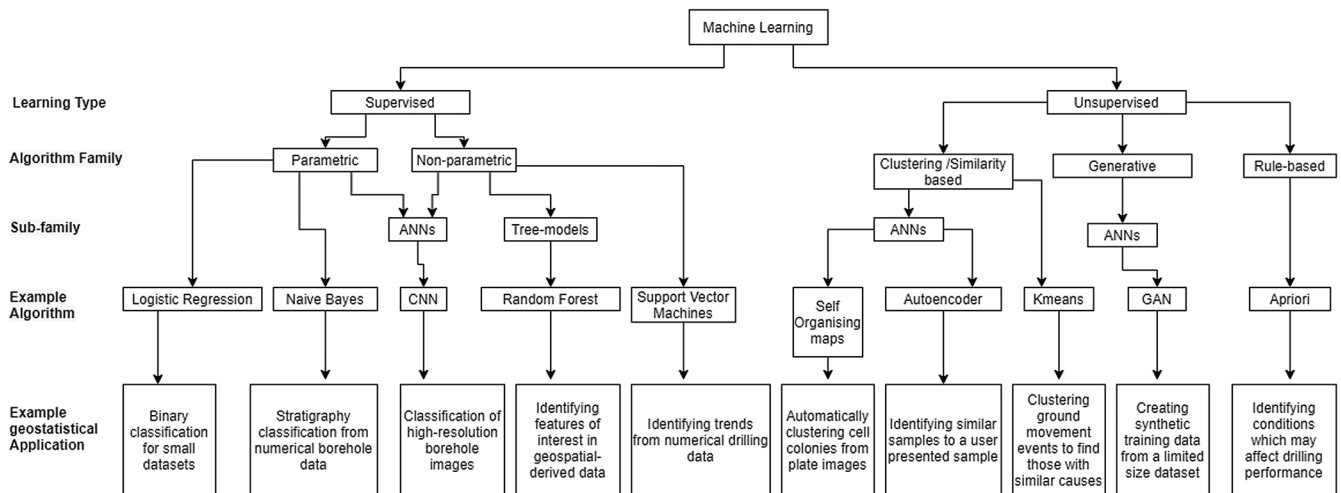 Machine Learning
Learning Type
Supervised
Unsupervised
Algorithm Family
Parametric
Non-parametric
Clustering /Similarity
based
Generative
Rule-based
Sub-family
ANNs
Tree-models
ANNs
ANNs
Example
Algorithm
Logistic Regression
Naive Bayes
CNN
Random Forest
Support Vector
Machines
Self
Organising
maps
Autoencoder
Kmeans
GAN
Apriori
Example
geostatistical
Application
Binary
classification
for small
datasets
Stratigraphy
classification from
numerical borehole
data
Classification of
high-resolution
borehole
images
Identifying
features of
interest in
geospatial-
derived data
Identifying trends
from numerical drilling
data
Automatically
clustering cell
colonies from
plate images
Identifying similar
samples to a user
presented sample
Clustering
ground
movement
events to find
those with
similar causes
Creating
synthetic
training data
from a limited
size dataset
Identifying
conditions
which may
affect drilling
performance